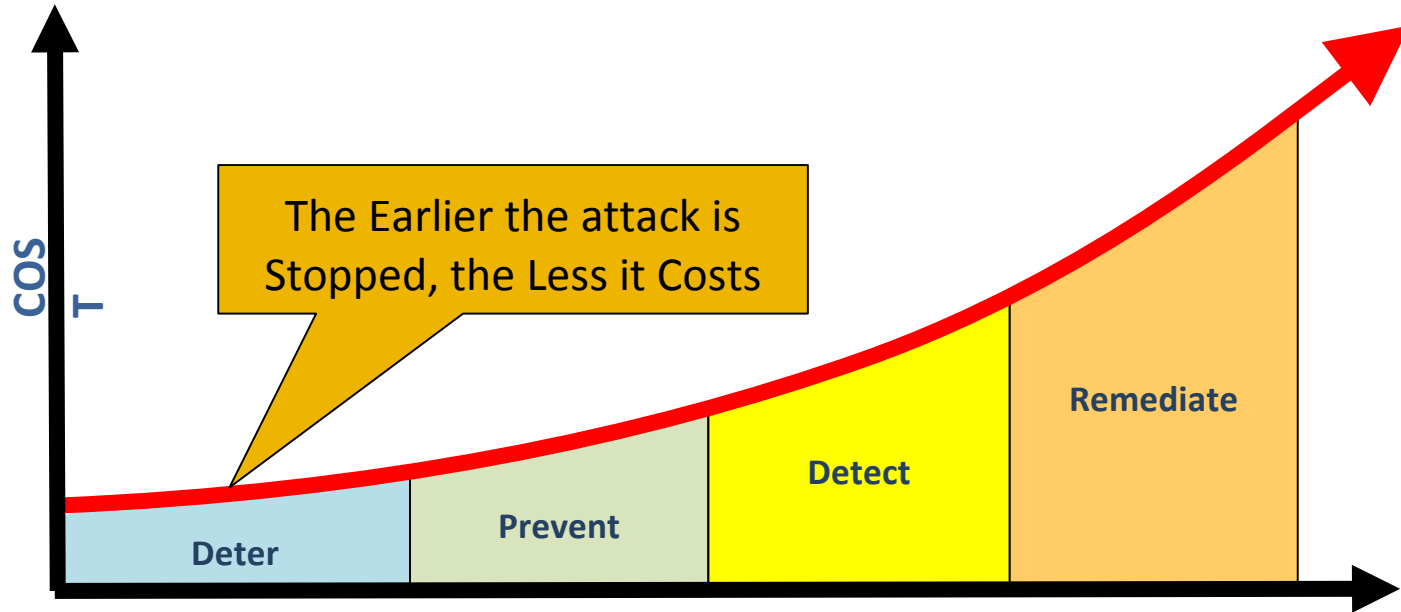 The Earlier the attack is
Stopped, the Less it Costs
COS
T
Remediate
Detect
Prevent
Deter